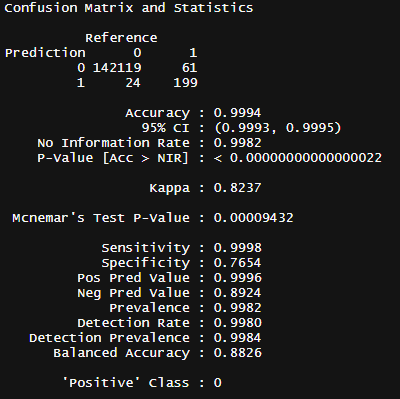 Confusion Matrix and Statistics
Reference
Prediction 0 1
0 142119 61
1 24 199
Accuracy : 0.9994
95% CI : (0.9993, 0.9995)
No Information Rate : 0.9982
P-Value [Acc > NIR] : < 0.00000000000000022
Kappa : 0.8237
Mcnemar's Test P-Value : 0.00009432
Sensitivity : 0.9998
Specificity : 0.7654
Pos Pred Value : 0.9996
Neg Pred Value : 0.8924
Prevalence : 0.9982
Detection Rate : 0.9980
Detection Prevalence : 0.9984
Balanced Accuracy : 0.8826
'Positive' Class : 0